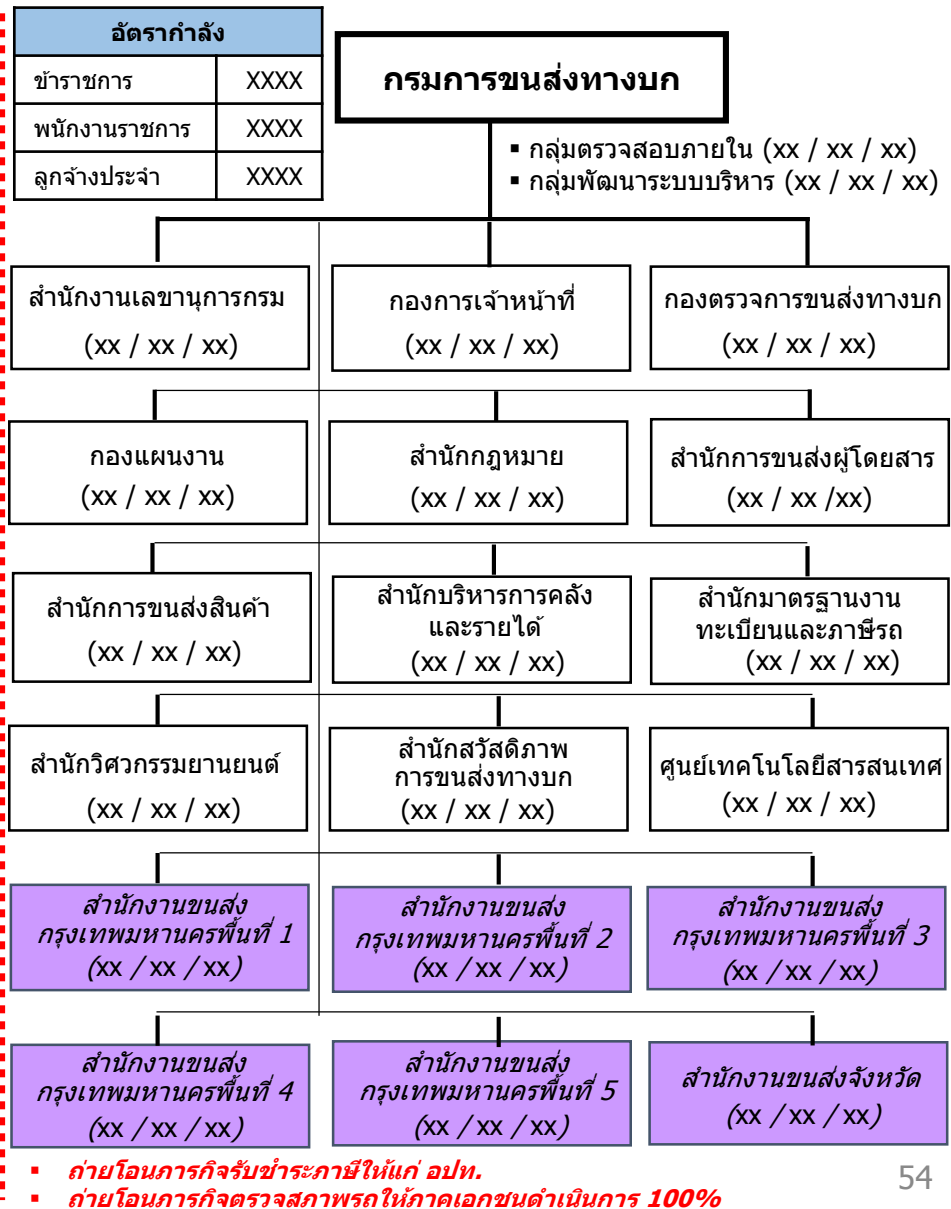 อัตรากำลัง
ข้าราชการ XXXX
พนักงานราชการ XXXX
ลูกจ้างประจำ XXXX
กรมการขนส่งทางบก
▪ กลุ่มตรวจสอบภายใน (xx / xx / xx)
▪ กลุ่มพัฒนาระบบบริหาร (xx / xx / xx)
สำนักงานเลขานุการกรม
(xx / xx / xx)
กองการเจ้าหน้าที่
(xx / xx / xx)
กองตรวจการขนส่งทางบก
(xx / xx / xx)
กองแผนงาน
(xx / xx / xx)
สำนักกฎหมาย
(xx / xx / xx)
สำนักการขนส่งผู้โดยสาร
(xx / xx /xx)
สำนักการขนส่งสินค้า
(xx / xx / xx)
สำนักบริหารการคลัง
และรายได้
(xx / xx / xx)
สำนักมาตรฐานงาน
ทะเบียนและภาษีรถ
(xx / xx / xx)
สำนักวิศวกรรมยานยนต์
(xx / xx / xx)
สำนักสวัสดิภาพ
การขนส่งทางบก
(xx / xx / xx)
ศูนย์เทคโนโลยีสารสนเทศ
(xx / xx / xx)
สำนักงานขนส่ง
กรุงเทพมหานครพื้นที่ 1
(xx / xx / xx)
สำนักงานขนส่ง
กรุงเทพมหานครพื้นที่ 2
(xx / xx / xx)
สำนักงานขนส่ง
กรุงเทพมหานครพื้นที่ 3
(xx / xx / xx)
สำนักงานขนส่ง
กรุงเทพมหานครพื้นที่ 4
(xx / xx / xx)
สำนักงานขนส่ง
กรุงเทพมหานครพื้นที่ 5
(xx / xx / xx)
สำนักงานขนส่งจังหวัด
(xx / xx / xx)
▪ ถ่ายโอนภารกิจรับชำระภาษีให้แก่ อปท.
▪ ถ่ายโอนภารกิจตรวจสภาพรถให้ภาคเอกชนดำเนินการ 100%
54